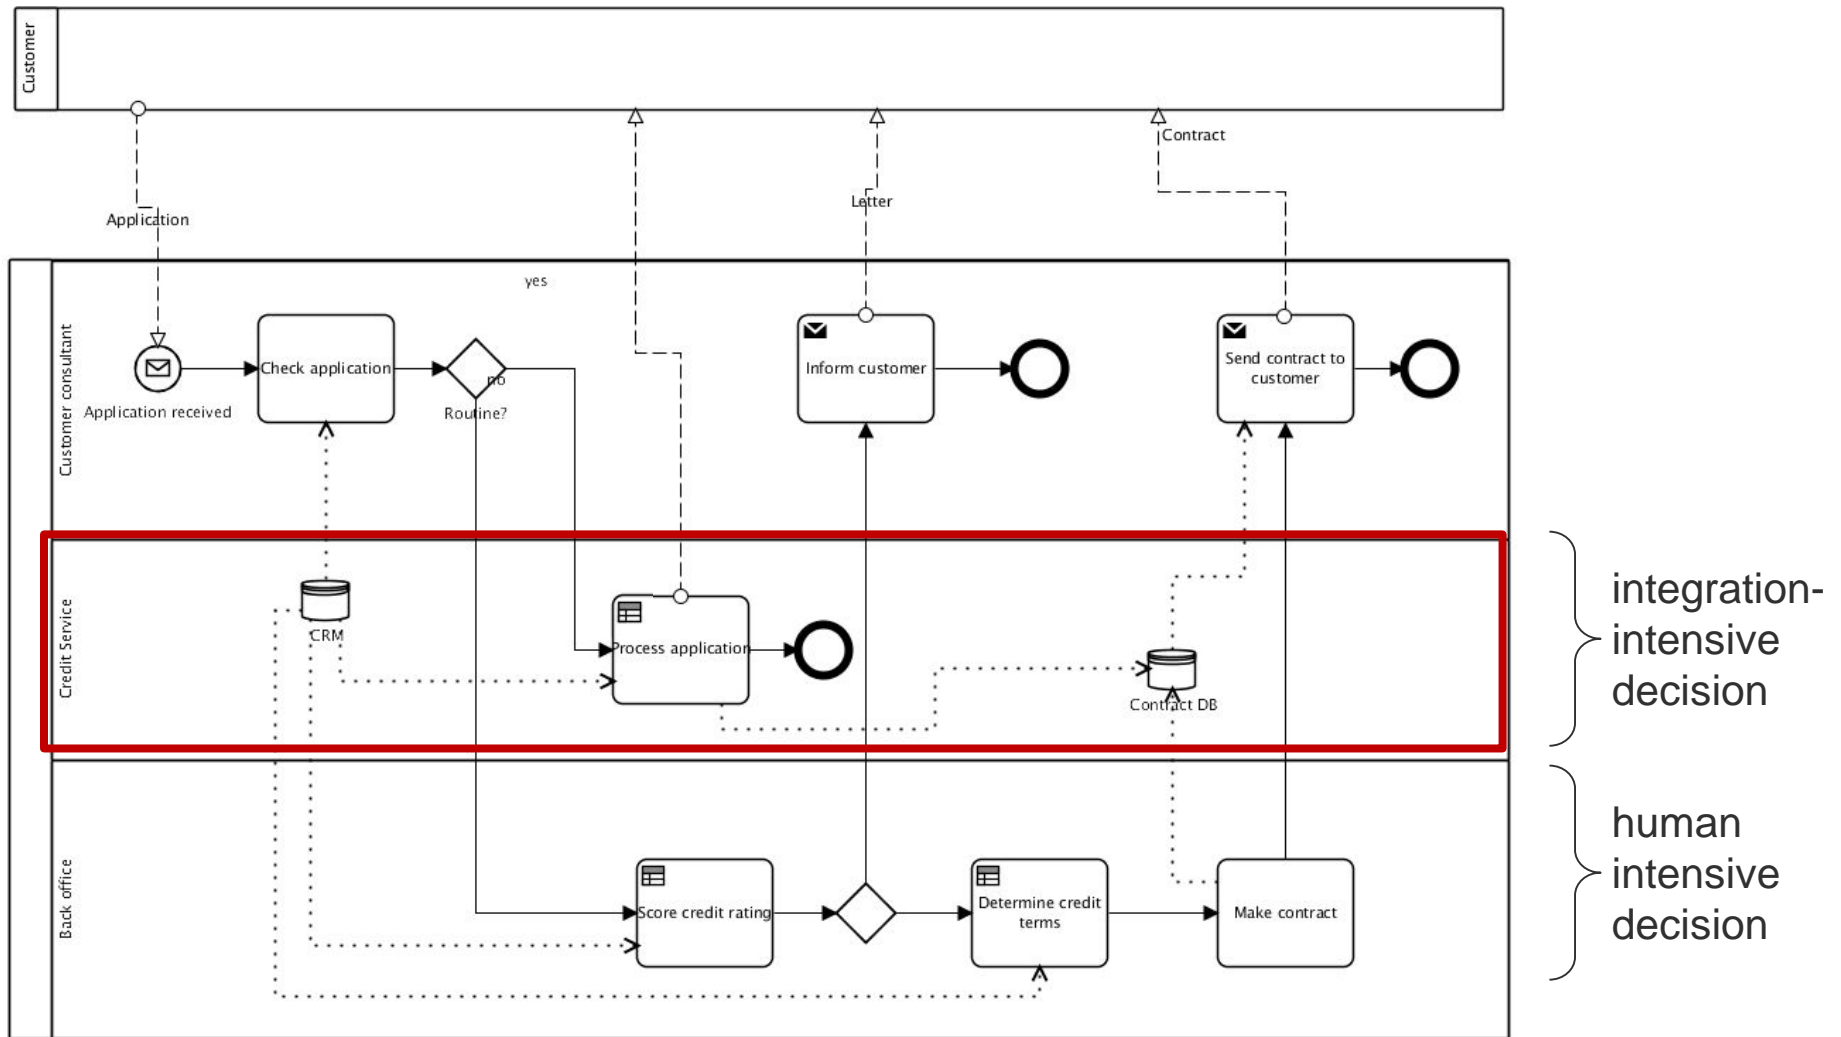 Customer
Contract
Letter
Application
yes
Customer consultant
Check application
no
Inform customer
Send contract to
customer
Application received
Routine?
Credit Service
CRM
Process application
Contract DB
integration-
intensive
decision
Back office
Score credit rating
Determine credit
terms
Make contract
human
intensive
decision